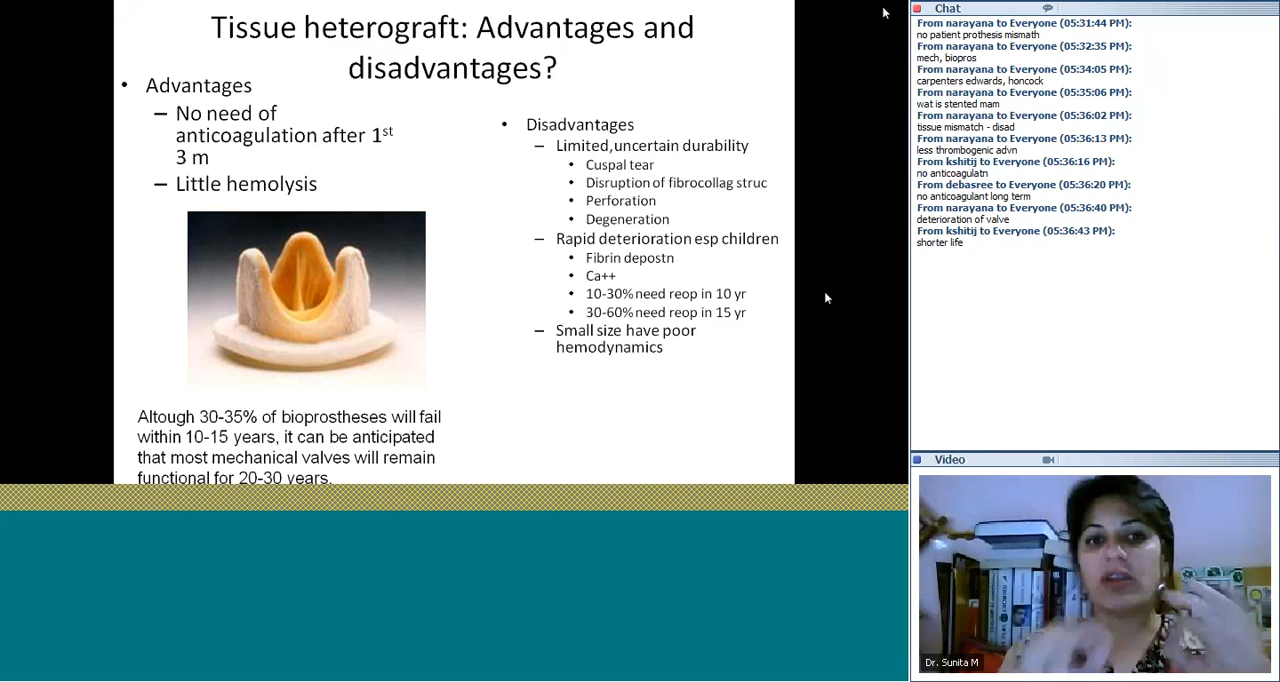 Tissue heterograft: Advantages and
disadvantages?
• Advantages
– No need of
anticoagulation after 1st
3 m
– Little hemolysis
Altough 30-35% of bioprostheses will fail
within 10-15 years, it can be anticipated
that most mechanical valves will remain
functional for 20-30 years.
• Disadvantages
– Limited,uncertain durability
• Cuspal tear
• Disruption of fibrocollag struc
• Perforation
• Degeneration
– Rapid deterioration esp children
• Fibrin depostn
• Ca++
• 10-30% need reop in 10 yr
• 30-60% need reop in 15 yr
– Small size have poor
hemodynamics
Chat
From narayana to Everyone (05:31:44 PM):
no patient prothesis mismath
From narayana to Everyone (05:32:35 PM):
mech, biopros
From narayana to Everyone (05:34:05 PM):
carpenters edwards, honcock
From narayana to Everyone (05:35:06 PM):
wat is stented mam
From narayana to Everyone (05:36:02 PM):
tissue mismatch - disad
From narayana to Everyone (05:36:13 PM):
less thrombogenic advn
From kshitij to Everyone (05:36:16 PM):
no anticoagulatn
From debasree to Everyone (05:36:20 PM):
no anticoagulant long term
From narayana to Everyone (05:36:40 PM):
deterioration of valve
From kshitij to Everyone (05:36:43 PM):
shorter life
Video
Dr. Sunita M